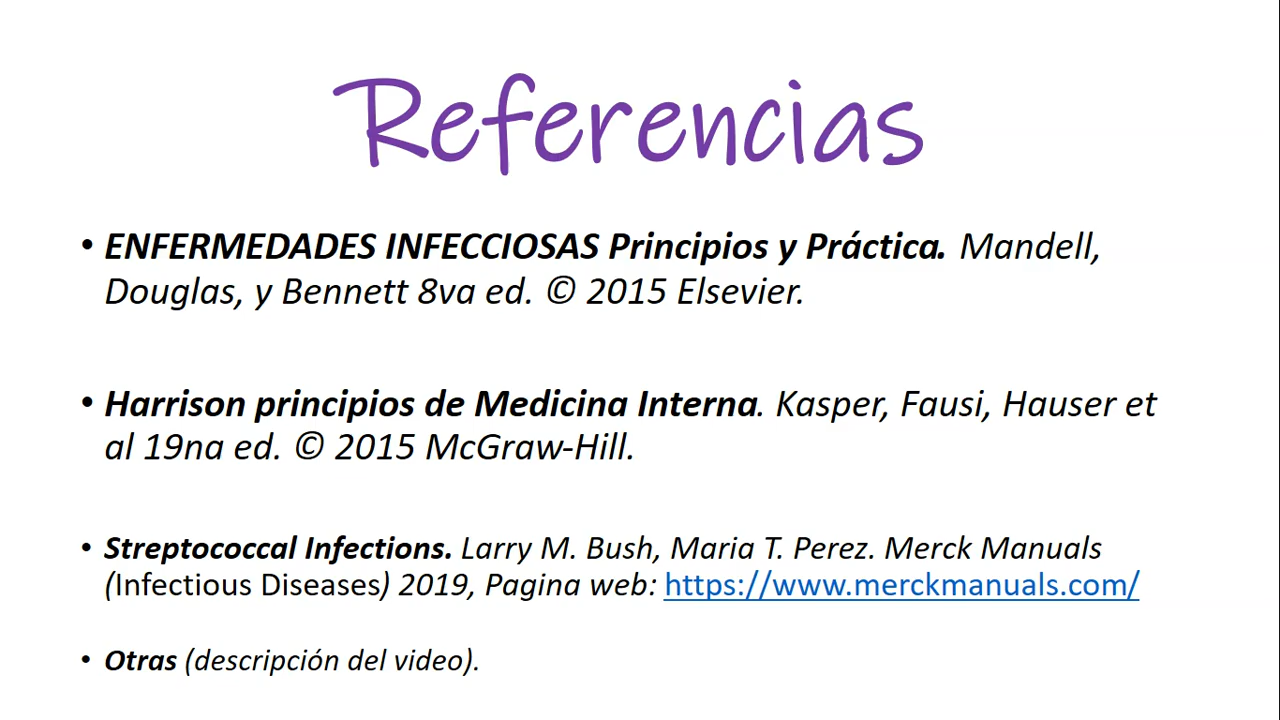 Referencias
• ENFERMEDADES INFECCIOSAS Principios y Práctica. Mandell,
Douglas, y Bennett 8va ed. © 2015 Elsevier.
• Harrison principios de Medicina Interna. Kasper, Fausi, Hauser et
al 19na ed. © 2015 McGraw-Hill.
• Streptococcal Infections. Larry M. Bush, Maria T. Perez. Merck Manuals
(Infectious Diseases) 2019, Pagina web: https://www.merckmanuals.com/
• Otras (descripción del video).